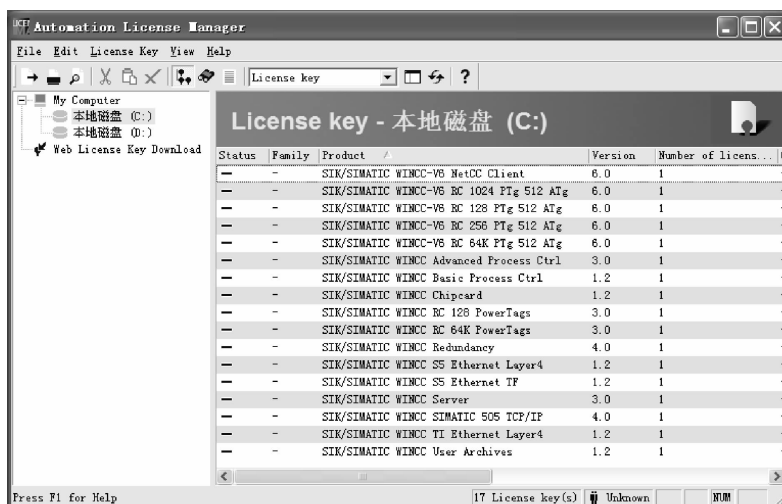 Automation License Manager
File Edit License Key View Help
License key
My Computer
本地磁盘 (C:)
本地磁盘 (D:)
Web License Key Download
License key - 本地磁盘 (C:)
Status Family Product Version Number of licens...
— - SIK/SIMATIC WINCC-V6 NetCC Client 6.0 1
— - SIK/SIMATIC WINCC-V6 RC 1024 PTg 512 ATg 6.0 1
— - SIK/SIMATIC WINCC-V6 RC 128 PTg 512 ATg 6.0 1
— - SIK/SIMATIC WINCC-V6 RC 256 PTg 512 ATg 6.0 1
— - SIK/SIMATIC WINCC-V6 RC 64K PTg 512 ATg 6.0 1
— - SIK/SIMATIC WINCC Advanced Process Ctrl 3.0 1
— - SIK/SIMATIC WINCC Basic Process Ctrl 1.2 1
— - SIK/SIMATIC WINCC Chipcard 1.2 1
— - SIK/SIMATIC WINCC RC 128 PowerTags 3.0 1
— - SIK/SIMATIC WINCC RC 64K PowerTags 3.0 1
— - SIK/SIMATIC WINCC Redundancy 4.0 1
— - SIK/SIMATIC WINCC S5 Ethernet Layer4 1.2 1
— - SIK/SIMATIC WINCC S5 Ethernet TF 1.2 1
— - SIK/SIMATIC WINCC Server 3.0 1
— - SIK/SIMATIC WINCC SIMATIC 505 TCP/IP 4.0 1
— - SIK/SIMATIC WINCC TI Ethernet Layer4 1.2 1
— - SIK/SIMATIC WINCC User Archives 1.2 1
Press F1 for Help 17 License key(s) Unknown NUM